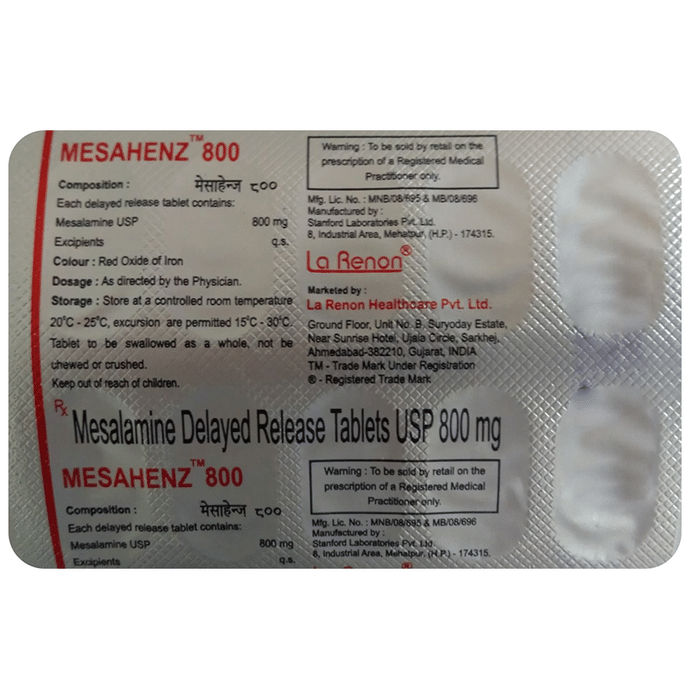 MESAHENZ™ 800
Composition : मेसाहेन्ज ८००
Each delayed release tablet contains:
Mesalamine USP 800 mg
Excipients q.s.
Colour : Red Oxide of Iron
Dosage : As directed by the Physician.
Storage : Store at a controlled room temperature
20°C - 25°C, excursion are permitted 15°C - 30°C.
Tablet to be swallowed as a whole, not be
chewed or crushed.
Keep out of reach of children.
Warning : To be sold by retail on the
prescription of a Registered Medical
Practitioner only.
Mfg. Lic. No. : MNB/08/695 & MB/08/696
Manufactured by :
Stanford Laboratories Pvt. Ltd.
8, Industrial Area, Mehatpur, (H.P.) - 174315.
La Renon®
Marketed by :
La Renon Healthcare Pvt. Ltd.
Ground Floor, Unit No. B, Suryoday Estate,
Near Sunrise Hotel, Ujala Circle, Sarkhej,
Ahmedabad-382210, Gujarat, INDIA
TM - Trade Mark Under Registration
® - Registered Trade Mark
Rx Mesalamine Delayed Release Tablets USP 800 mg
MESAHENZ™ 800
Composition : मेसाहेन्ज ८००
Each delayed release tablet contains:
Mesalamine USP 800 mg
Excipients q.s.
Warning : To be sold by retail on the
prescription of a Registered Medical
Practitioner only.
Mfg. Lic. No. : MNB/08/695 & MB/08/696
Manufactured by :
Stanford Laboratories Pvt. Ltd.
8, Industrial Area, Mehatpur, (H.P.) - 174315.
La Renon®